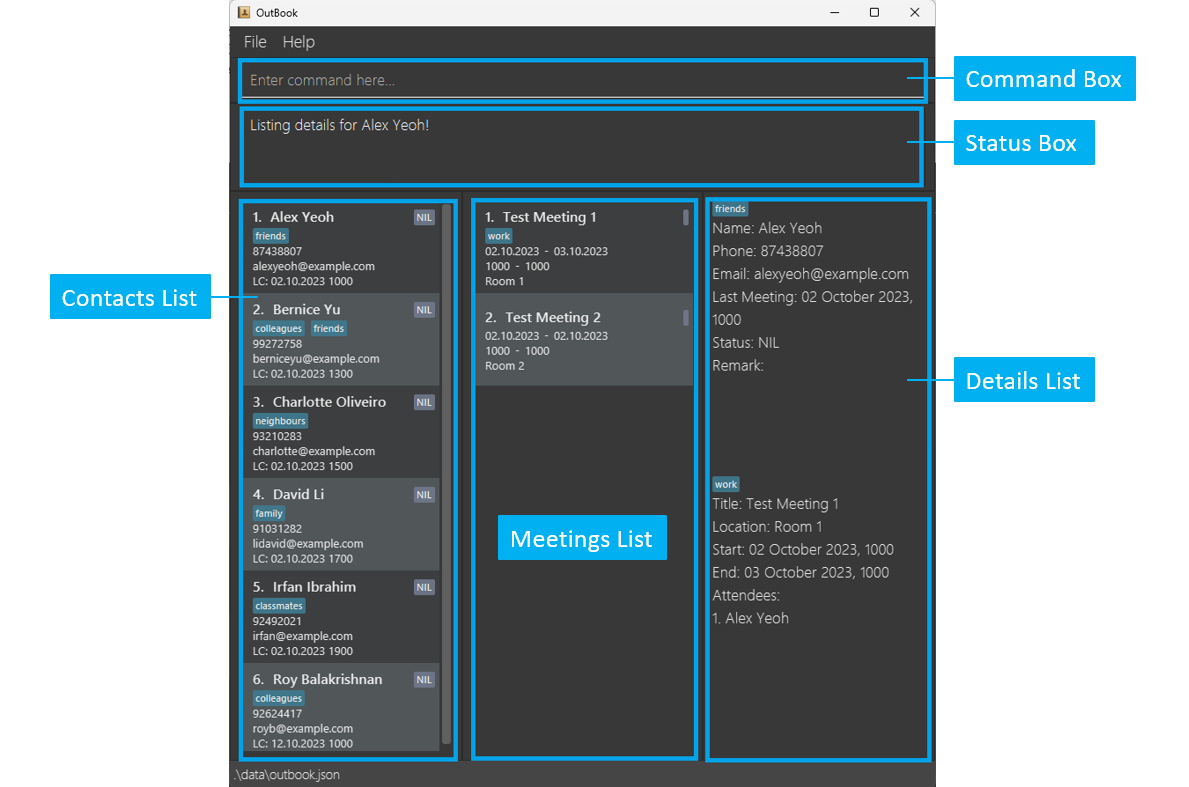 OutBook
File Help
Enter command here...
Command Box
Listing details for Alex Yeoh!
Status Box
Contacts List
1. Alex Yeoh NIL
friends
87438807
alexyeoh@example.com
LC: 02.10.2023 1000
2. Bernice Yu NIL
colleagues friends
99272758
berniceyu@example.com
LC: 02.10.2023 1300
3. Charlotte Oliveiro NIL
neighbours
93210283
charlotte@example.com
LC: 02.10.2023 1500
4. David Li NIL
family
91031282
lidavid@example.com
LC: 02.10.2023 1700
5. Irfan Ibrahim NIL
classmates
92492021
irfan@example.com
LC: 02.10.2023 1900
6. Roy Balakrishnan NIL
colleagues
92624417
royb@example.com
LC: 12.10.2023 1000
1. Test Meeting 1
work
02.10.2023 - 03.10.2023
1000 - 1000
Room 1
2. Test Meeting 2
02.10.2023 - 02.10.2023
1000 - 1000
Room 2
Meetings List
friends
Name: Alex Yeoh
Phone: 87438807
Email: alexyeoh@example.com
Last Meeting: 02 October 2023,
1000
Status: NIL
Remark:
Details List
work
Title: Test Meeting 1
Location: Room 1
Start: 02 October 2023, 1000
End: 03 October 2023, 1000
Attendees:
1. Alex Yeoh
.\data\outbook.json